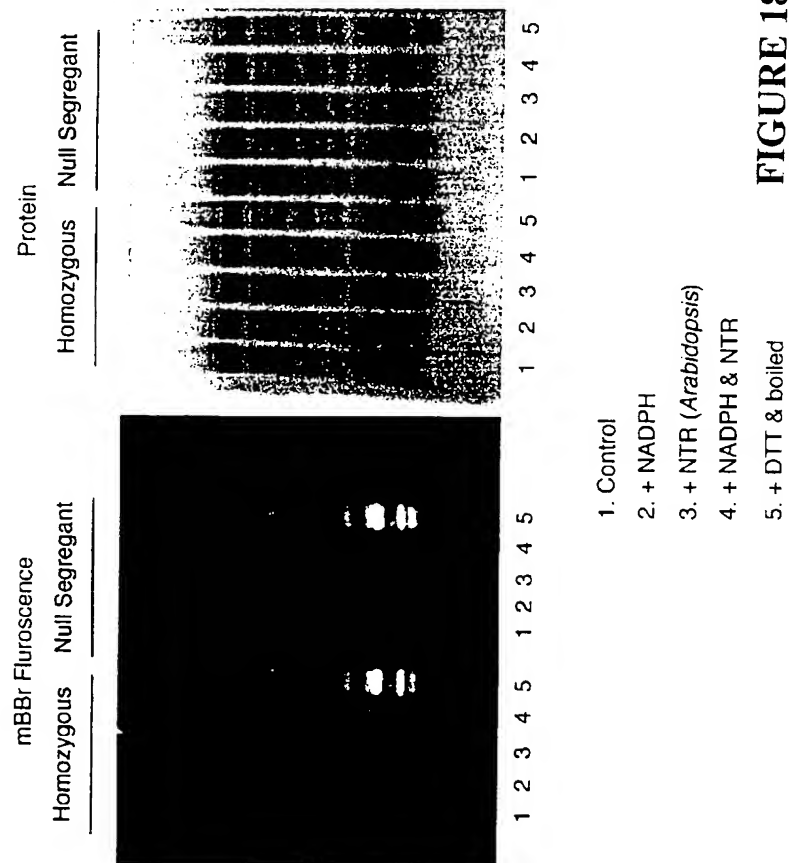 mBBr Fluroscence
Homozygous
Null Segregant
1 2 3 4 5 1 2 3 4 5
Protein
Homozygous
Null Segregant
1 2 3 4 5 1 2 3 4 5
1. Control
2. + NADPH
3. + NTR (Arabidopsis)
4. + NADPH & NTR
5. + DTT & boiled
FIGURE 18